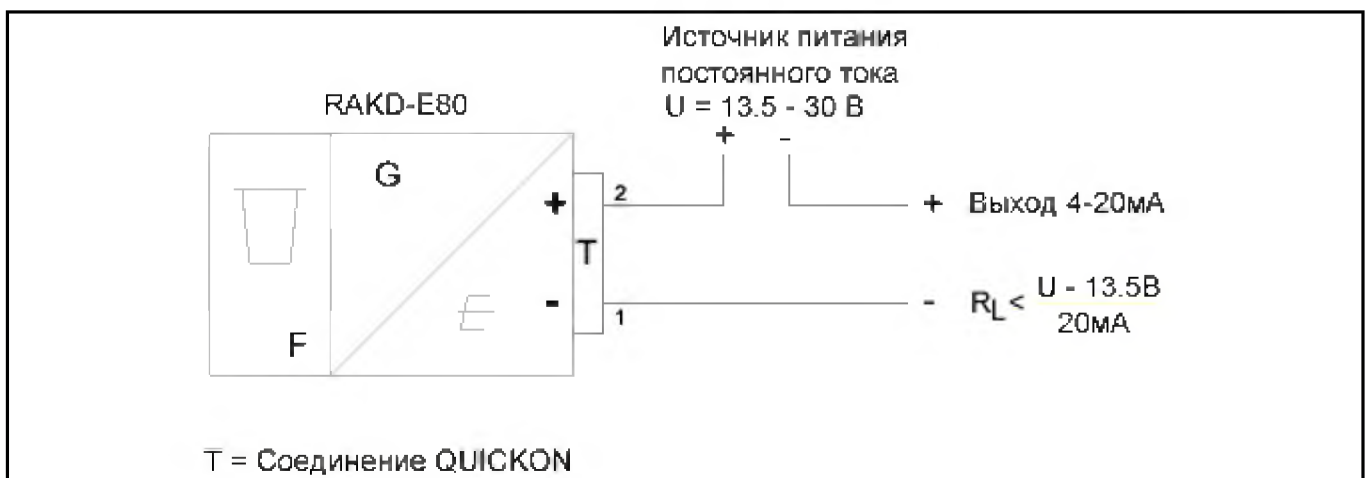 Источник питания
постоянного тока
U = 13.5 - 30 В
+ -
RAKD-E80
G
F
+ 2
T
- 1
+ Выход 4-20мА
- RL < U - 13.5В
20мА
T = Соединение QUICKON